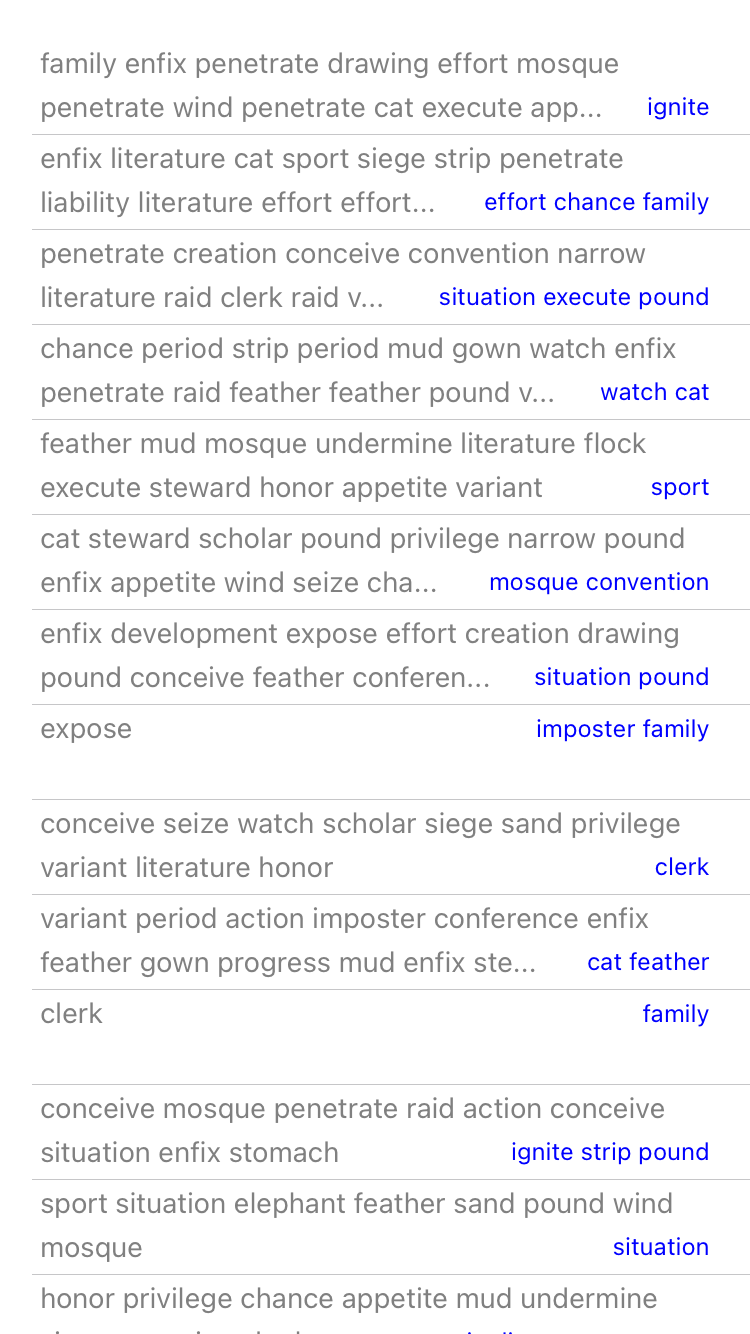 family enfix penetrate drawing effort mosque
penetrate wind penetrate cat execute app... ignite
enfix literature cat sport siege strip penetrate
liability literature effort effort... effort chance family
penetrate creation conceive convention narrow
literature raid clerk raid v... situation execute pound
chance period strip period mud gown watch enfix
penetrate raid feather feather pound v... watch cat
feather mud mosque undermine literature flock
execute steward honor appetite variant sport
cat steward scholar pound privilege narrow pound
enfix appetite wind seize cha... mosque convention
enfix development expose effort creation drawing
pound conceive feather conferen... situation pound
expose imposter family
conceive seize watch scholar siege sand privilege
variant literature honor clerk
variant period action imposter conference enfix
feather gown progress mud enfix ste... cat feather
clerk family
conceive mosque penetrate raid action conceive
situation enfix stomach ignite strip pound
sport situation elephant feather sand pound wind
mosque situation
honor privilege chance appetite mud undermine